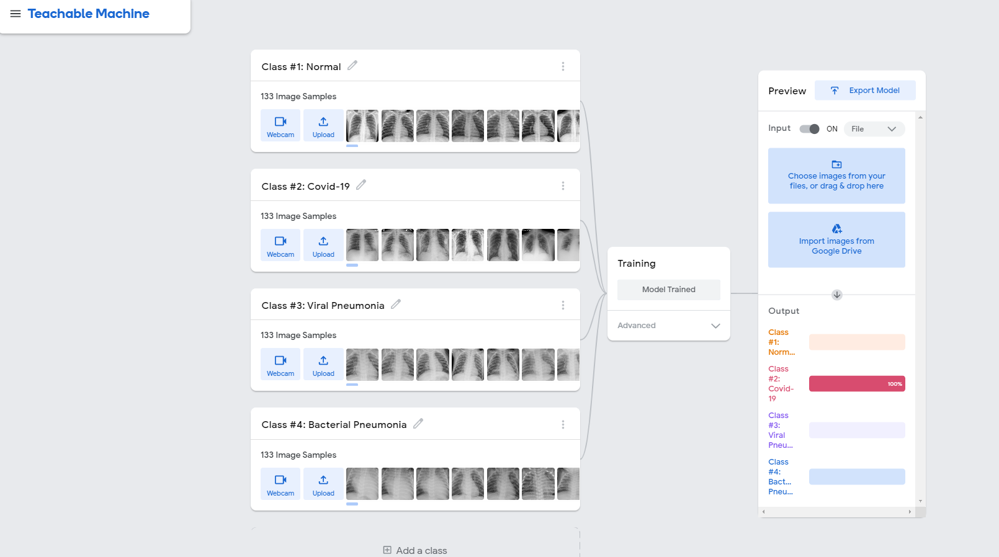 Teachable Machine
Class #1: Normal
133 Image Samples
Webcam
Upload
Class #2: Covid-19
133 Image Samples
Webcam
Upload
Class #3: Viral Pneumonia
133 Image Samples
Webcam
Upload
Class #4: Bacterial Pneumonia
133 Image Samples
Webcam
Upload
Add a class
Training
Model Trained
Advanced
Preview
Export Model
Input
ON
File
Choose images from your
files, or drag & drop here
Import images from
Google Drive
Output
Class
#1:
Norm...
Class
#2:
Covid-
19
100%
Class
#3:
Viral
Pneu...
Class
#4:
Bact...
Pneu...